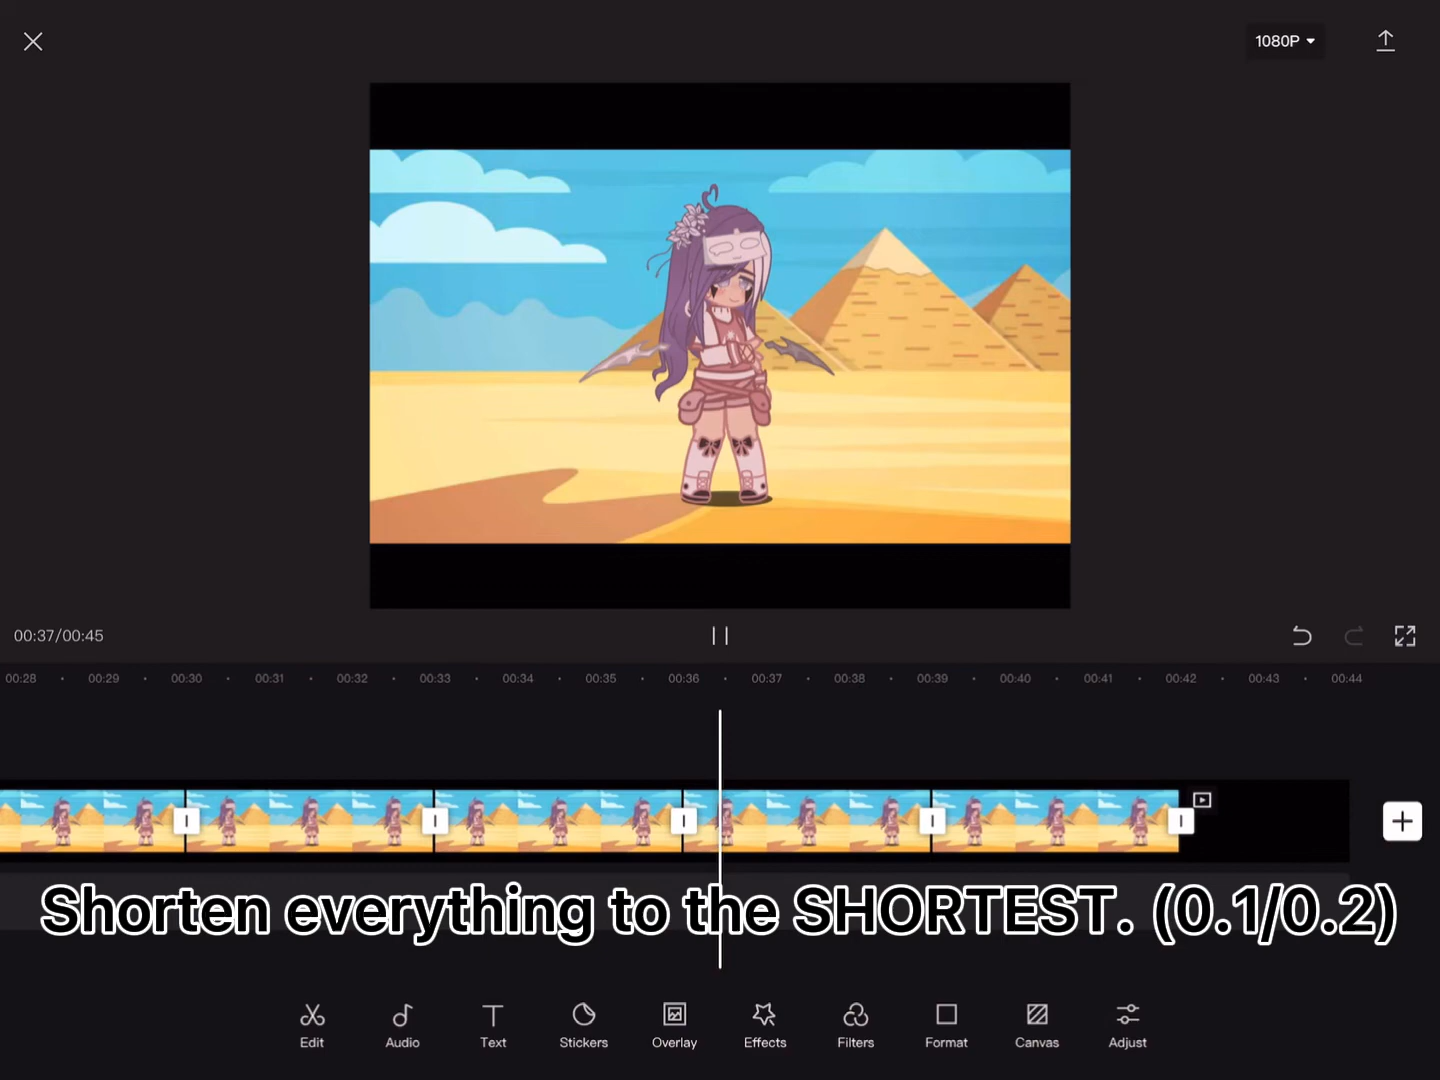 1080P
00:37/00:45
00:28 00:29 00:30 00:31 00:32 00:33 00:34 00:35 00:36 00:37 00:38 00:39 00:40 00:41 00:42 00:43 00:44
Shorten everything to the SHORTEST. (0.1/0.2)
Edit Audio Text Stickers Overlay Effects Filters Format Canvas Adjust